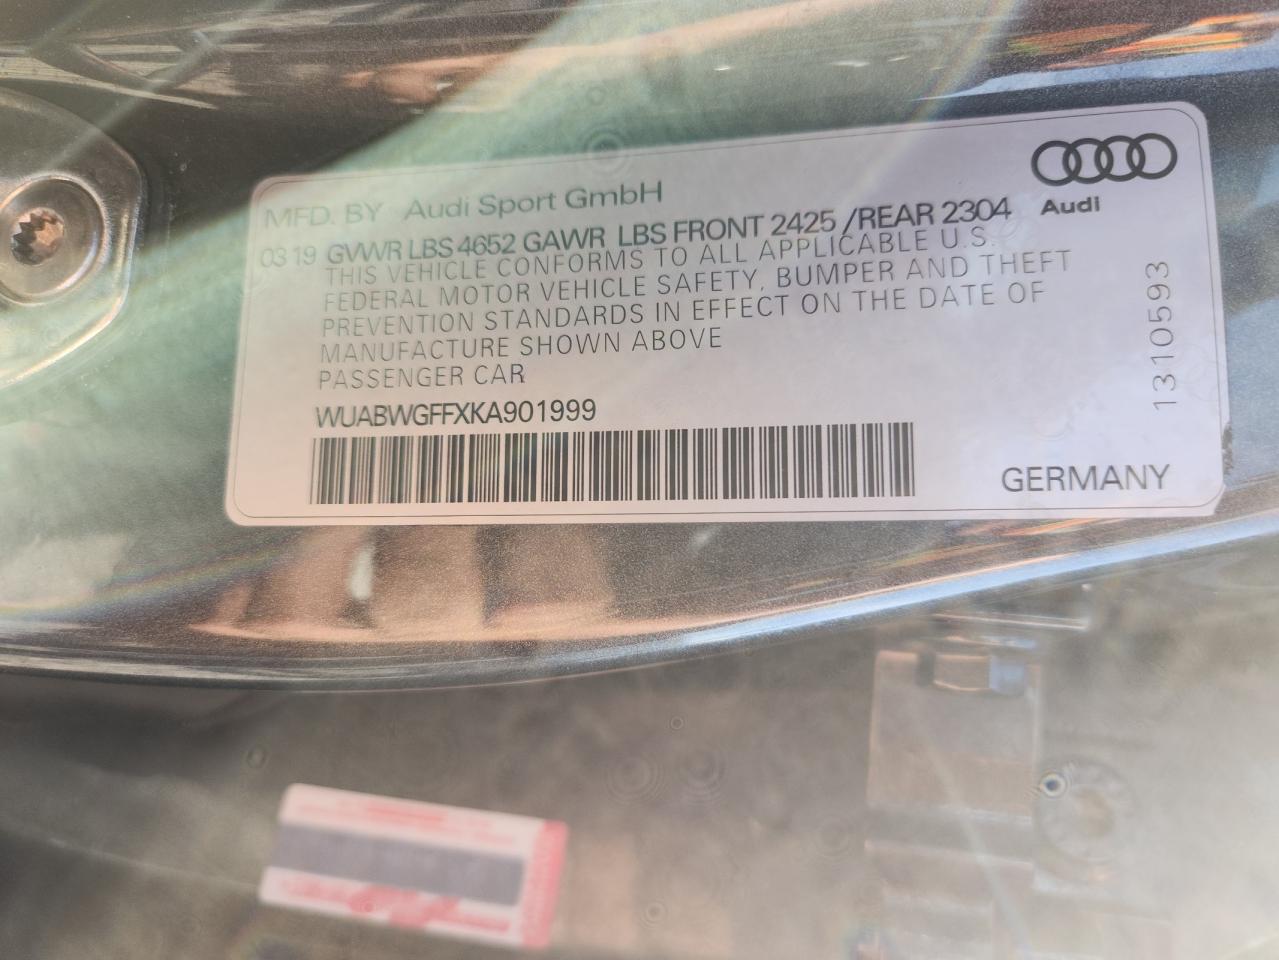 MFD. BY Audi Sport GmbH
03 19 GVWR LBS 4652 GAWR LBS FRONT 2425 /REAR 2304
Audi
THIS VEHICLE CONFORMS TO ALL APPLICABLE U.S.
FEDERAL MOTOR VEHICLE SAFETY, BUMPER AND THEFT
PREVENTION STANDARDS IN EFFECT ON THE DATE OF
MANUFACTURE SHOWN ABOVE
PASSENGER CAR
WUABWGFFXKA901999
1310593
GERMANY